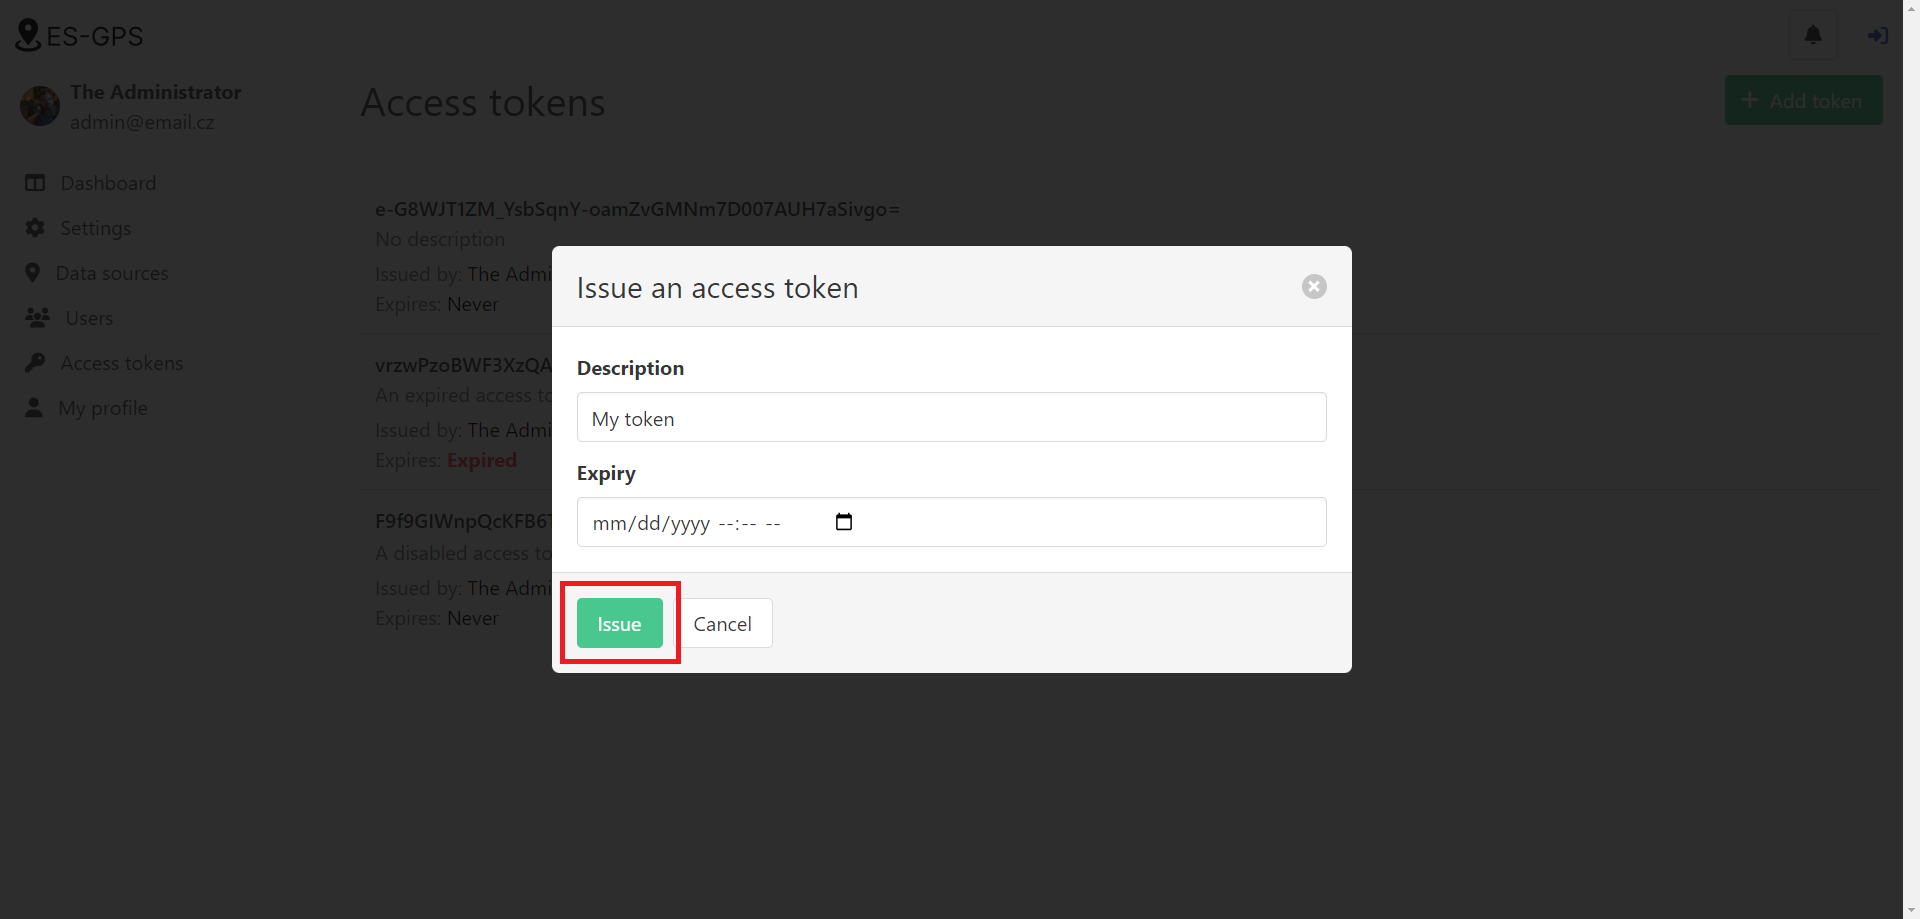 ES-GPS
The Administrator
admin@email.cz
Dashboard
Settings
Data sources
Users
Access tokens
My profile
Access tokens
+ Add token
e-G8WJT1ZM_YsbSqnY-oamZvGMNm7D007AUH7aSivgo=
No description
Issued by: The Admi
Expires: Never
vrzwPzoBWF3XzQA
An expired access to
Issued by: The Admi
Expires: Expired
F9f9GIWnpQcKFB6T
A disabled access to
Issued by: The Admi
Expires: Never
Issue an access token
Description
My token
Expiry
mm/dd/yyyy --:-- --
Issue
Cancel